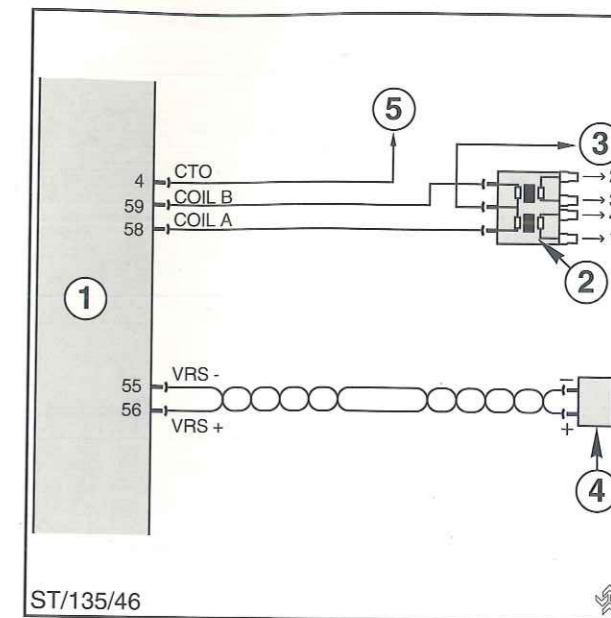 5
3
4 CTO
59 COIL B
58 COIL A
2
1
55 VRS -
56 VRS +
−
+
4
ST/135/46